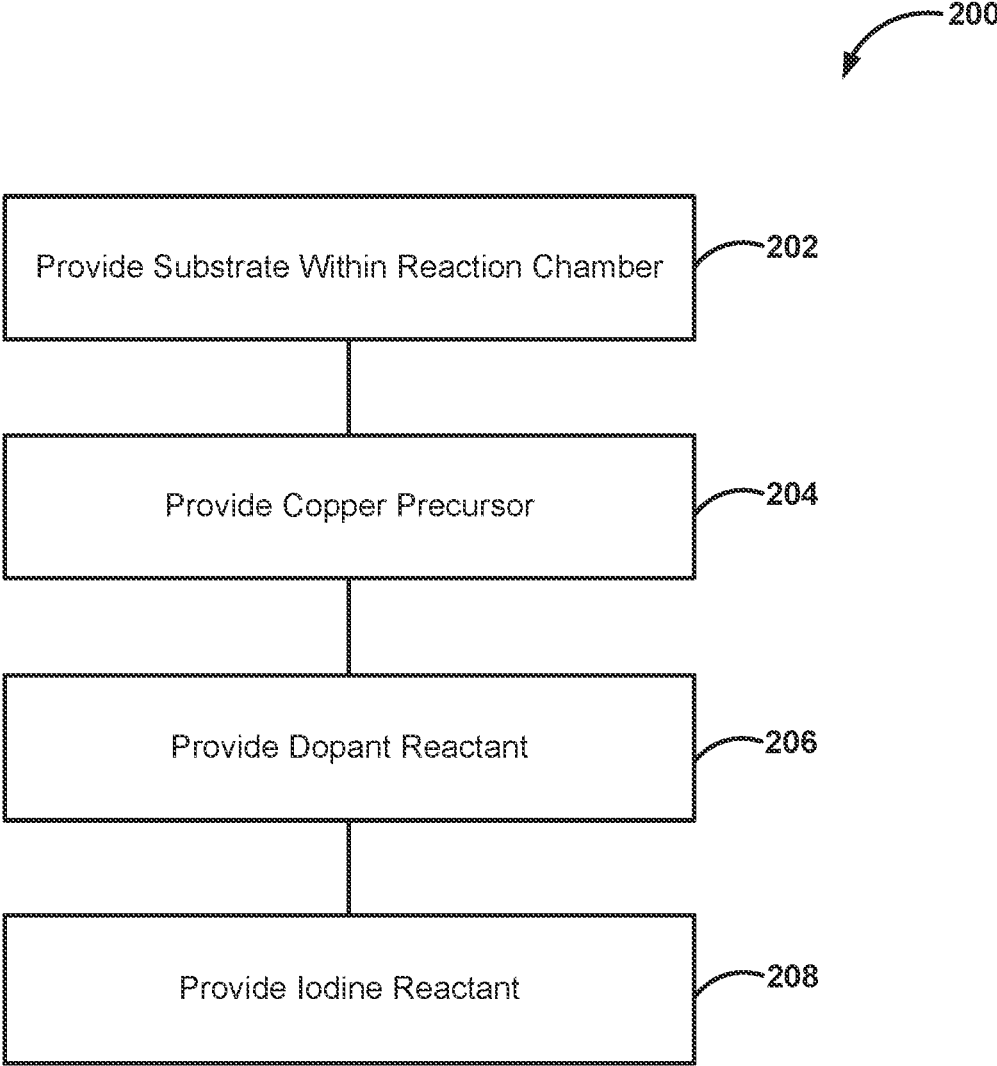 200
Provide Substrate Within Reaction Chamber
202
Provide Copper Precursor
204
Provide Dopant Reactant
206
Provide Iodine Reactant
208